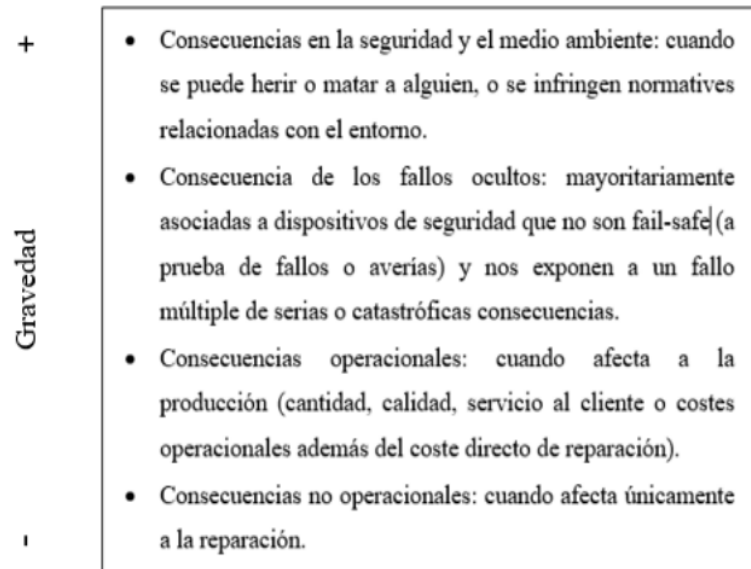 +
Gravedad
-
• Consecuencias en la seguridad y el medio ambiente: cuando
se puede herir o matar a alguien, o se infringen normatives
relacionadas con el entorno.
• Consecuencia de los fallos ocultos: mayoritariamente
asociadas a dispositivos de seguridad que no son fail-safe (a
prueba de fallos o averías) y nos exponen a un fallo
múltiple de serias o catastróficas consecuencias.
• Consecuencias operacionales: cuando afecta a la
producción (cantidad, calidad, servicio al cliente o costes
operacionales además del coste directo de reparación).
• Consecuencias no operacionales: cuando afecta únicamente
a la reparación.